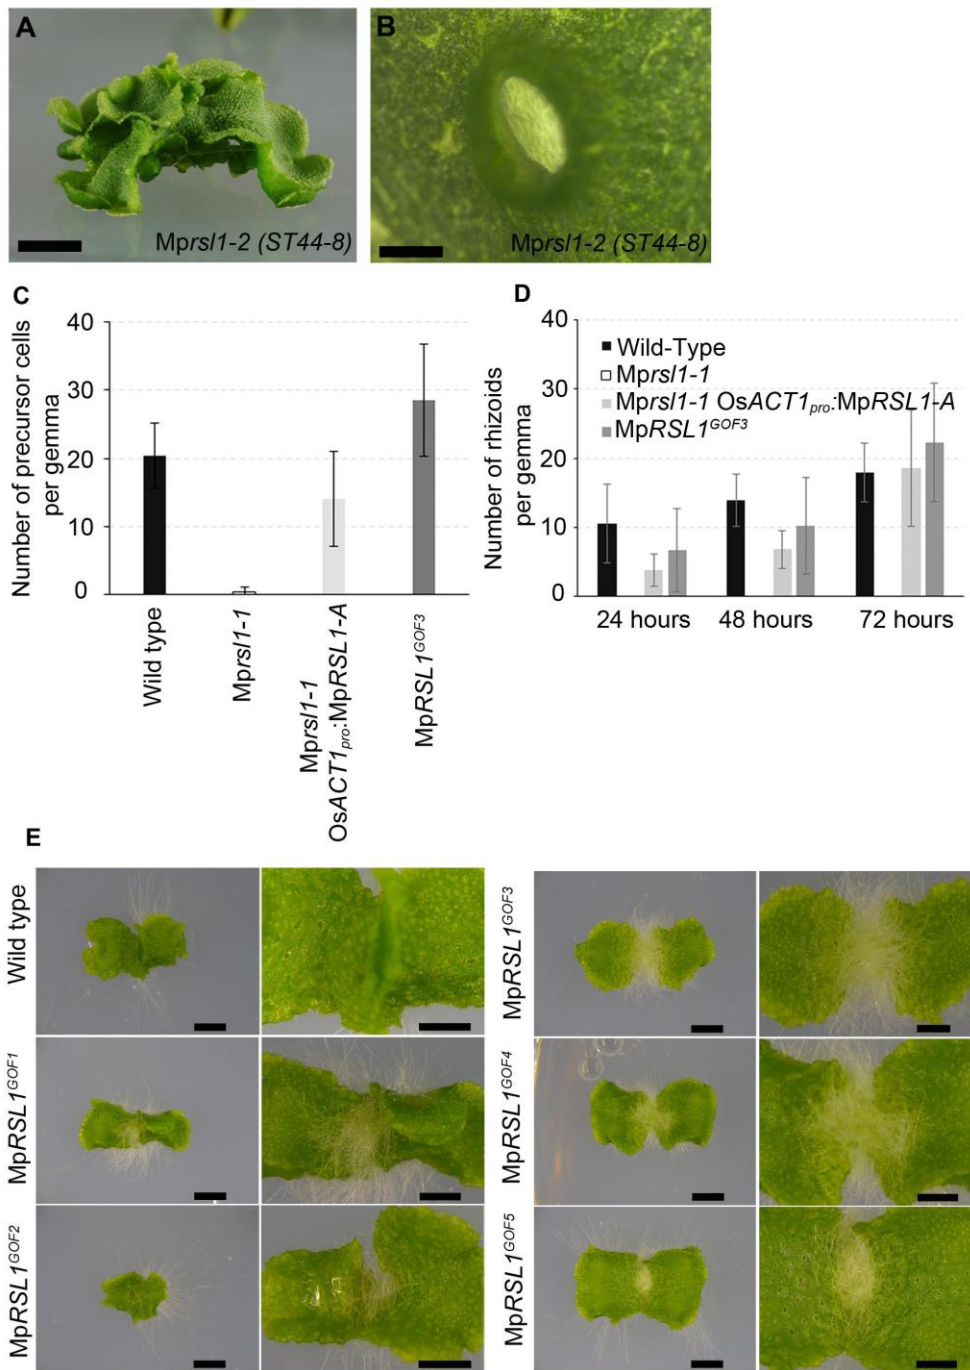 A
Mprsl1-2 (ST44-8)
B
Mprsl1-2 (ST44-8)
C
Number of precursor cells
per gemma
40
30
20
10
0
Wild type
Mprsl1-1
Mprsl1-1
OsACT1pro:MpRSL1-A
MpRSL1GOF3
D
Number of rhizoids
per gemma
40
30
20
10
0
Wild-Type
Mprsl1-1
Mprsl1-1 OsACT1pro:MpRSL1-A
MpRSL1GOF3
24 hours
48 hours
72 hours
E
Wild type
MpRSL1GOF1
MpRSL1GOF2
MpRSL1GOF3
MpRSL1GOF4
MpRSL1GOF5